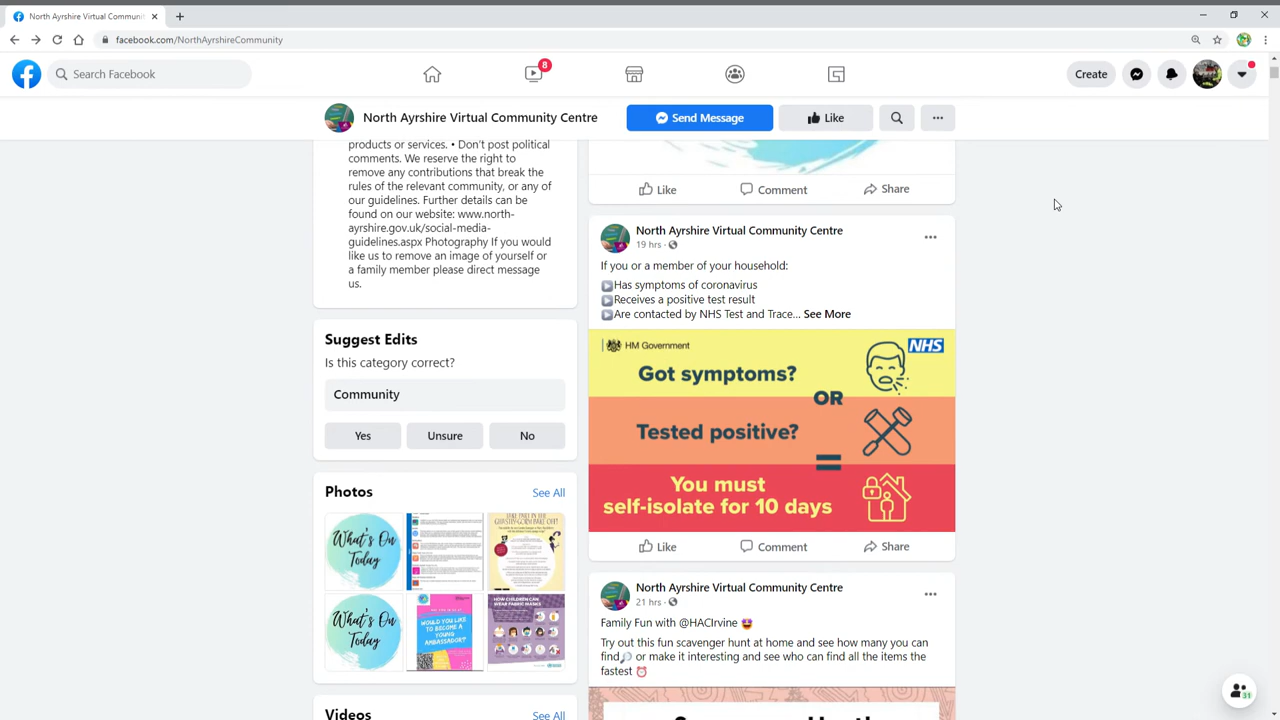 North Ayrshire Virtual Communi
facebook.com/NorthAyrshireCommunity
Search Facebook
8
Create
North Ayrshire Virtual Community Centre
Send Message
Like
products or services. • Don't post political
comments. We reserve the right to
remove any contributions that break the
rules of the relevant community, or any of
our guidelines. Further details can be
found on our website: www.north-
ayrshire.gov.uk/social-media-
guidelines.aspx Photography If you would
like us to remove an image of yourself or
a family member please direct message
us.
Suggest Edits
Is this category correct?
Community
Yes
Unsure
No
Photos
See All
What's On
Today
TAKE PART IN THE
GHASTLY-GORY BAKE OFF!
What's On
Today
WOULD YOU
LIKE TO BECOME A
YOUNG
AMBASSADOR?
HOW CHILDREN CAN
WEAR FABRIC MASKS
Videos
See All
Like
Comment
Share
North Ayrshire Virtual Community Centre
19 hrs ·
If you or a member of your household:
Has symptoms of coronavirus
Receives a positive test result
Are contacted by NHS Test and Trace... See More
HM Government
NHS
Got symptoms?
OR
Tested positive?
=
You must
self-isolate for 10 days
Like
Comment
Share
North Ayrshire Virtual Community Centre
21 hrs ·
Family Fun with @HACIrvine
Try out this fun scavenger hunt at home and see how many you can
find or make it interesting and see who can find all the items the
fastest
31